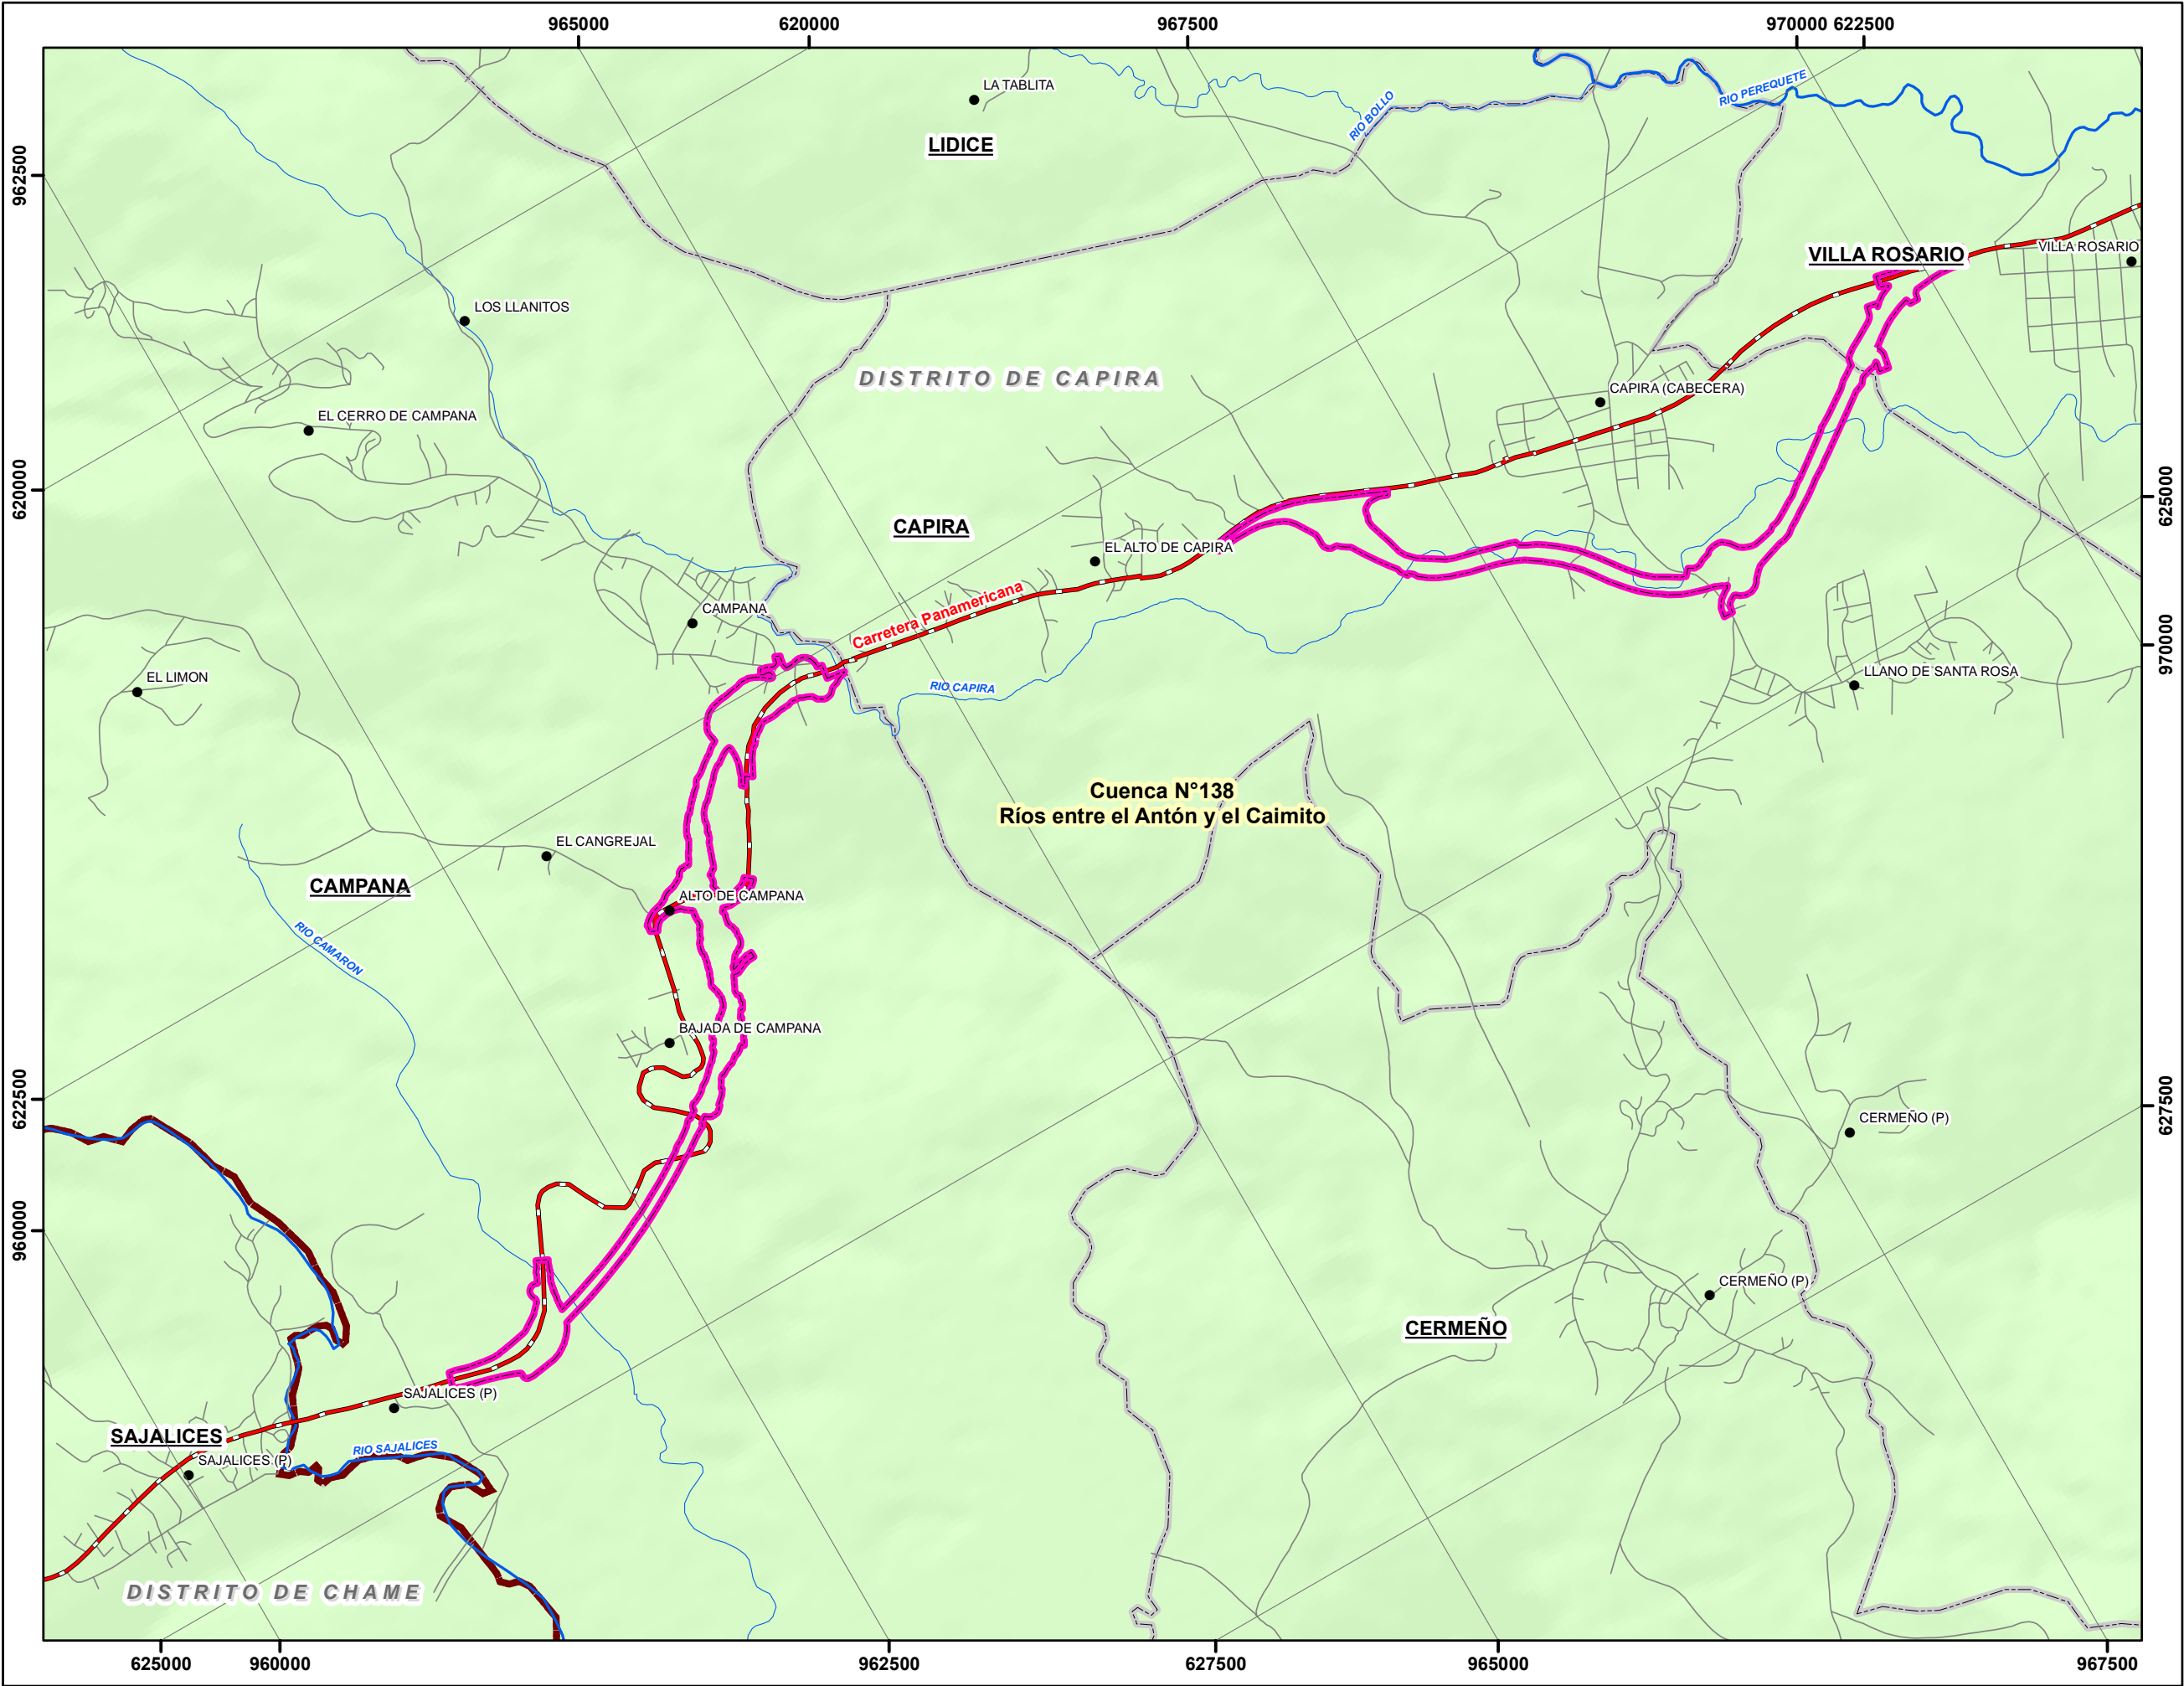 965000
620000
967500
970000 622500
LA TABLITA
LIDICE
RIO BOLLO
RIO PEREQUETE
962500
VILLA ROSARIO
VILLA ROSARIO
LOS LLANITOS
DISTRITO DE CAPIRA
CAPIRA (CABECERA)
EL CERRO DE CAMPANA
620000
625000
CAPIRA
EL ALTO DE CAPIRA
CAMPANA
Carretera Panamericana
970000
EL LIMON
RIO CAPIRA
LLANO DE SANTA ROSA
Cuenca N°138
Ríos entre el Antón y el Caimito
EL CANGREJAL
CAMPANA
ALTO DE CAMPANA
RIO CAMARON
BAJADA DE CAMPANA
622500
627500
CERMEÑO (P)
960000
CERMEÑO (P)
CERMEÑO
SAJALICES (P)
SAJALICES
RIO SAJALICES
SAJALICES (P)
DISTRITO DE CHAME
625000
960000
962500
627500
965000
967500